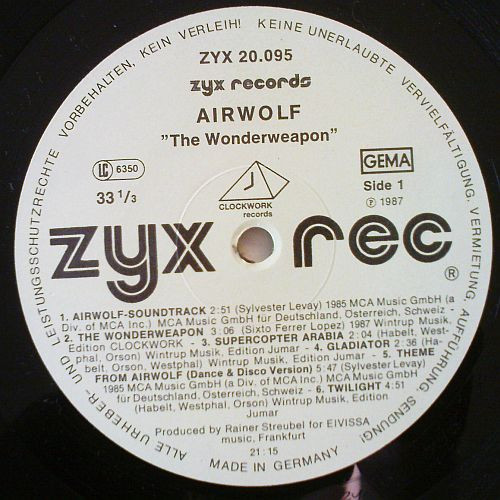 ALLE URHEBER- UND LEISTUNGSSCHUTZRECHTE VORBEHALTEN, KEIN VERLEIH! KEINE UNERLAUBTE VERVIELFÄLTIGUNG, VERMIETUNG, AUFFÜHRUNG, SENDUNG!
ZYX 20.095
zyx records
AIRWOLF
"The Wonderweapon"
LC 6350
GEMA
33 1/3
CLOCKWORK
records
Side 1
℗ 1987
zyx rec
®
1. AIRWOLF-SOUNDTRACK 2:51 (Sylvester Levay) 1985 MCA Music GmbH (a
Div. of MCA Inc.) MCA Music GmbH für Deutschland, Österreich, Schweiz -
2. THE WONDERWEAPON 3:06 (Sixto Ferrer Lopez) 1987 Wintrup Musik,
Edition CLOCKWORK - 3. SUPERCOPTER ARABIA 2:04 (Habelt, West-
phal, Orson) Wintrup Musik, Edition Jumar - 4. GLADIATOR 2:36 (Ha-
belt, Orson, Westphal) Wintrup Musik, Edition Jumar - 5. THEME
FROM AIRWOLF (Dance & Disco Version) 5:47 (Sylvester Levay)
1985 MCA Music GmbH (a Div. of MCA Inc.) MCA Music GmbH
für Deutschland, Österreich, Schweiz - 6. TWILIGHT 4:51
(Habelt, Westphal, Orson) Wintrup Musik, Edition
Jumar
Produced by Rainer Streubel for EIVISSA
music, Frankfurt
21:15
MADE IN GERMANY